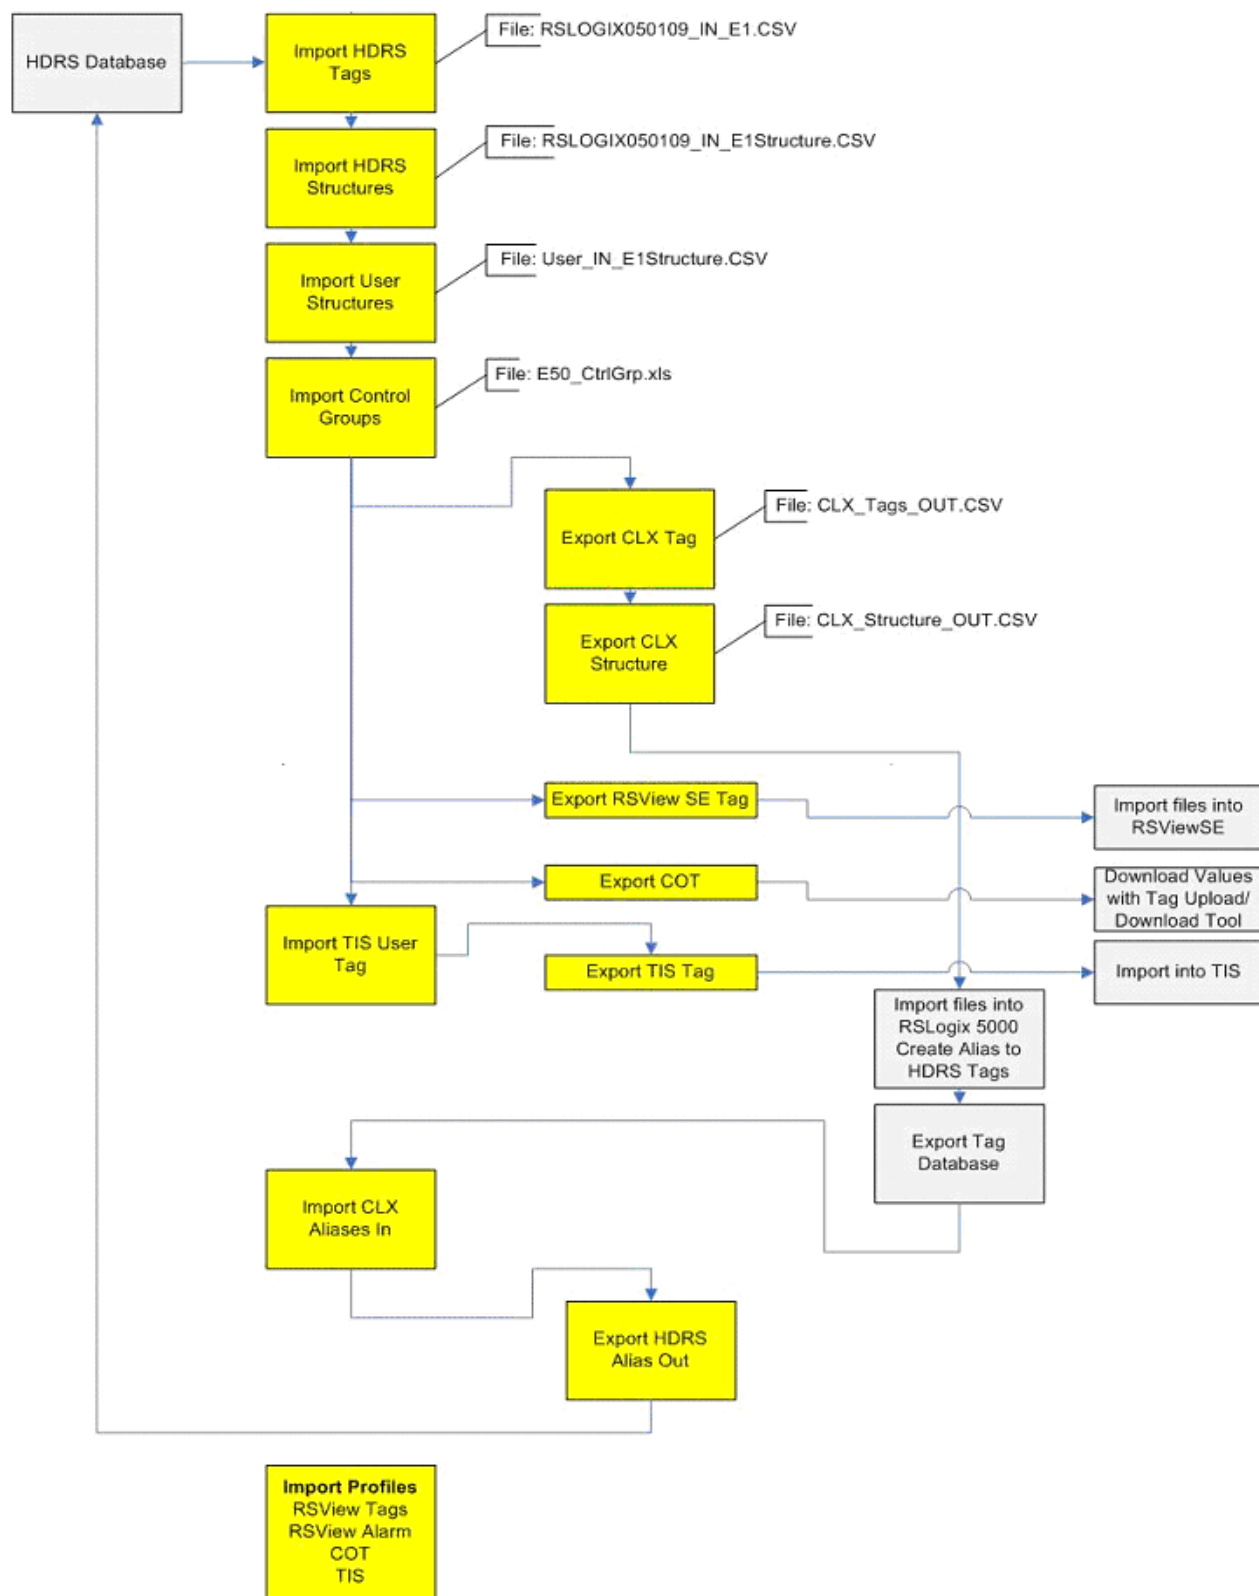 HDRS Database
Import HDRS
Tags
File: RSLOGIX050109_IN_E1.CSV
Import HDRS
Structures
File: RSLOGIX050109_IN_E1Structure.CSV
Import User
Structures
File: User_IN_E1Structure.CSV
Import Control
Groups
File: E50_CtrlGrp.xls
Export CLX Tag
File: CLX_Tags_OUT.CSV
Export CLX
Structure
File: CLX_Structure_OUT.CSV
Export RSView SE Tag
Import files into
RSViewSE
Export COT
Download Values
with Tag Upload/
Download Tool
Import TIS User
Tag
Export TIS Tag
Import into TIS
Import files into
RSLogix 5000
Create Alias to
HDRS Tags
Export Tag
Database
Import CLX
Aliases In
Export HDRS
Alias Out
Import Profiles
RSView Tags
RSView Alarm
COT
TIS